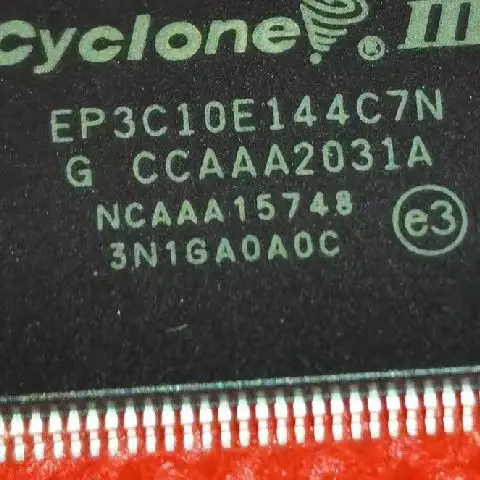 Cyclone ® III
EP3C10E144C7N
G CCAAA2031A
NCAAA15748
3N1GA0A0C
e3